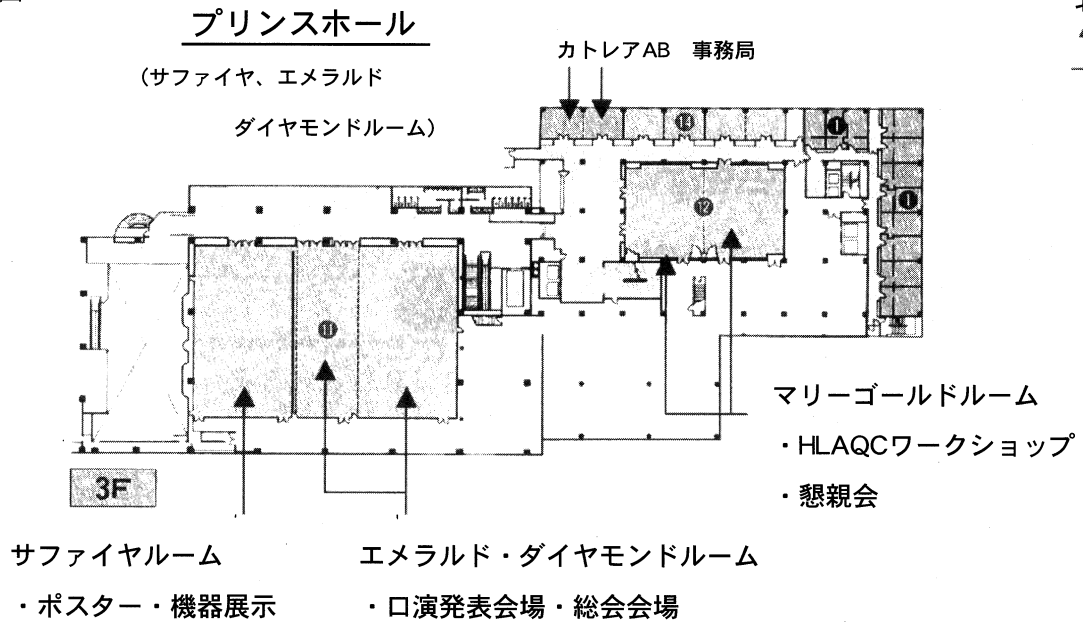 プリンスホール
(サファイヤ、エメラルド
ダイヤモンドルーム)
カトレアAB 事務局
⑭
❶
⑫
❶
⑪
マリーゴールドルーム
・HLAQCワークショップ
・懇親会
3F
サファイヤルーム
・ポスター・機器展示
エメラルド・ダイヤモンドルーム
・口演発表会場・総会会場